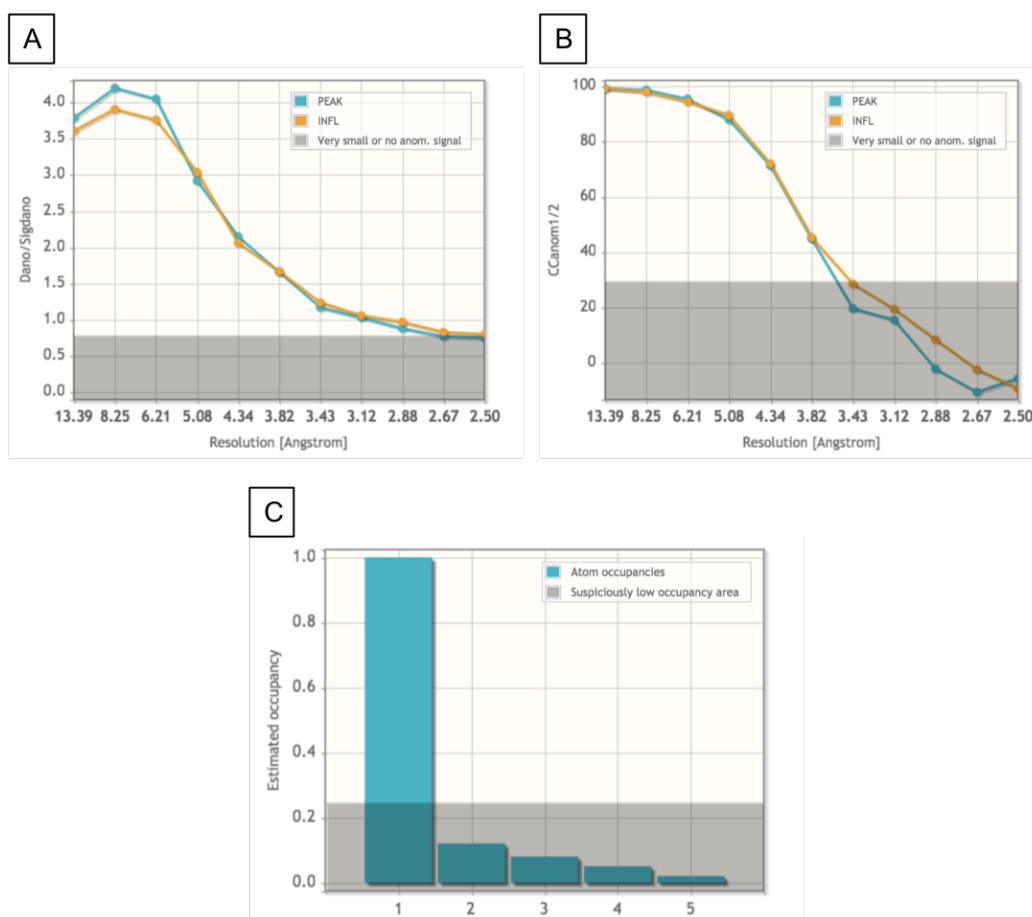 A
Dano/Sigdano
4.0
3.5
3.0
2.5
2.0
1.5
1.0
0.5
0.0
PEAK
INFL
Very small or no anom. signal
13.39 8.25 6.21 5.08 4.34 3.82 3.43 3.12 2.88 2.67 2.50
Resolution [Angstrom]
B
CCanom1/2
100
80
60
40
20
0
PEAK
INFL
Very small or no anom. signal
13.39 8.25 6.21 5.08 4.34 3.82 3.43 3.12 2.88 2.67 2.50
Resolution [Angstrom]
C
Estimated occupancy
1.0
0.8
0.6
0.4
0.2
0.0
Atom occupancies
Suspiciously low occupancy area
1 2 3 4 5